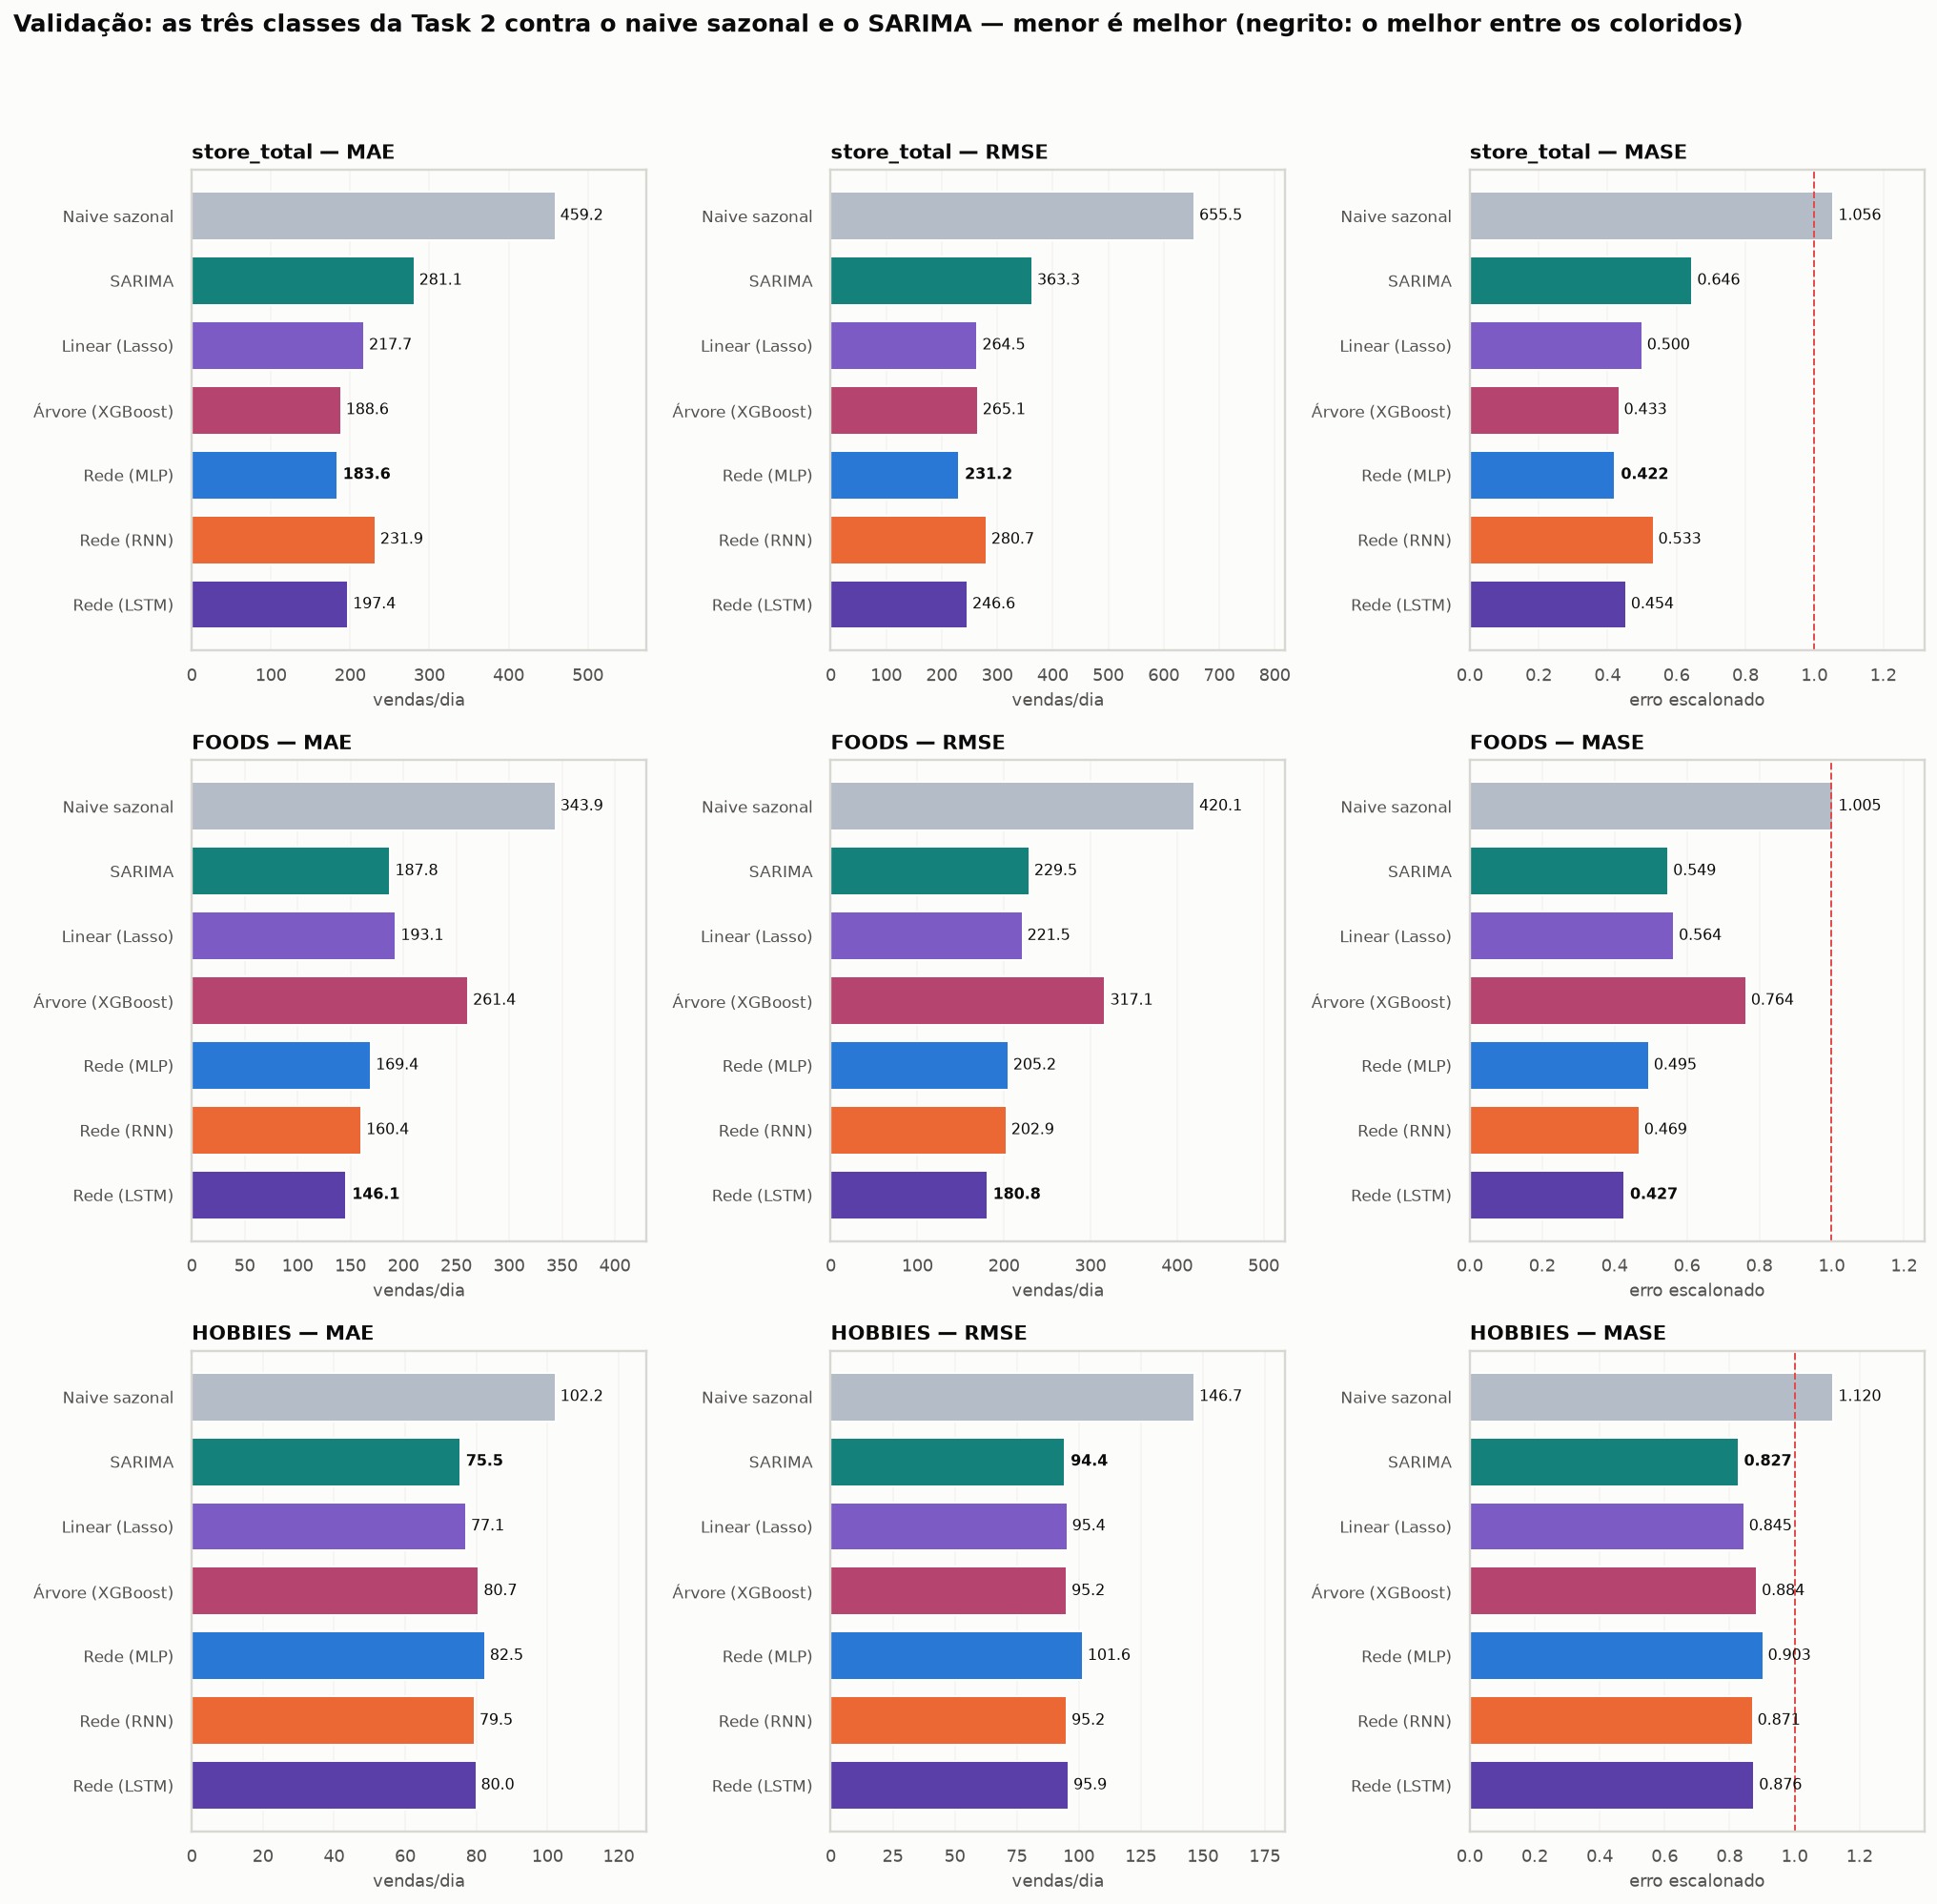 Validação: as três classes da Task 2 contra o naive sazonal e o SARIMA — menor é melhor (negrito: o melhor entre os coloridos)
store_total — MAE
Naive sazonal 459.2
SARIMA 281.1
Linear (Lasso) 217.7
Árvore (XGBoost) 188.6
Rede (MLP) 183.6
Rede (RNN) 231.9
Rede (LSTM) 197.4
0 100 200 300 400 500
vendas/dia
store_total — RMSE
Naive sazonal 655.5
SARIMA 363.3
Linear (Lasso) 264.5
Árvore (XGBoost) 265.1
Rede (MLP) 231.2
Rede (RNN) 280.7
Rede (LSTM) 246.6
0 100 200 300 400 500 600 700 800
vendas/dia
store_total — MASE
Naive sazonal 1.056
SARIMA 0.646
Linear (Lasso) 0.500
Árvore (XGBoost) 0.433
Rede (MLP) 0.422
Rede (RNN) 0.533
Rede (LSTM) 0.454
0.0 0.2 0.4 0.6 0.8 1.0 1.2
erro escalonado
FOODS — MAE
Naive sazonal 343.9
SARIMA 187.8
Linear (Lasso) 193.1
Árvore (XGBoost) 261.4
Rede (MLP) 169.4
Rede (RNN) 160.4
Rede (LSTM) 146.1
0 50 100 150 200 250 300 350 400
vendas/dia
FOODS — RMSE
Naive sazonal 420.1
SARIMA 229.5
Linear (Lasso) 221.5
Árvore (XGBoost) 317.1
Rede (MLP) 205.2
Rede (RNN) 202.9
Rede (LSTM) 180.8
0 100 200 300 400 500
vendas/dia
FOODS — MASE
Naive sazonal 1.005
SARIMA 0.549
Linear (Lasso) 0.564
Árvore (XGBoost) 0.764
Rede (MLP) 0.495
Rede (RNN) 0.469
Rede (LSTM) 0.427
0.0 0.2 0.4 0.6 0.8 1.0 1.2
erro escalonado
HOBBIES — MAE
Naive sazonal 102.2
SARIMA 75.5
Linear (Lasso) 77.1
Árvore (XGBoost) 80.7
Rede (MLP) 82.5
Rede (RNN) 79.5
Rede (LSTM) 80.0
0 20 40 60 80 100 120
vendas/dia
HOBBIES — RMSE
Naive sazonal 146.7
SARIMA 94.4
Linear (Lasso) 95.4
Árvore (XGBoost) 95.2
Rede (MLP) 101.6
Rede (RNN) 95.2
Rede (LSTM) 95.9
0 25 50 75 100 125 150 175
vendas/dia
HOBBIES — MASE
Naive sazonal 1.120
SARIMA 0.827
Linear (Lasso) 0.845
Árvore (XGBoost) 0.884
Rede (MLP) 0.903
Rede (RNN) 0.871
Rede (LSTM) 0.876
0.0 0.2 0.4 0.6 0.8 1.0 1.2
erro escalonado